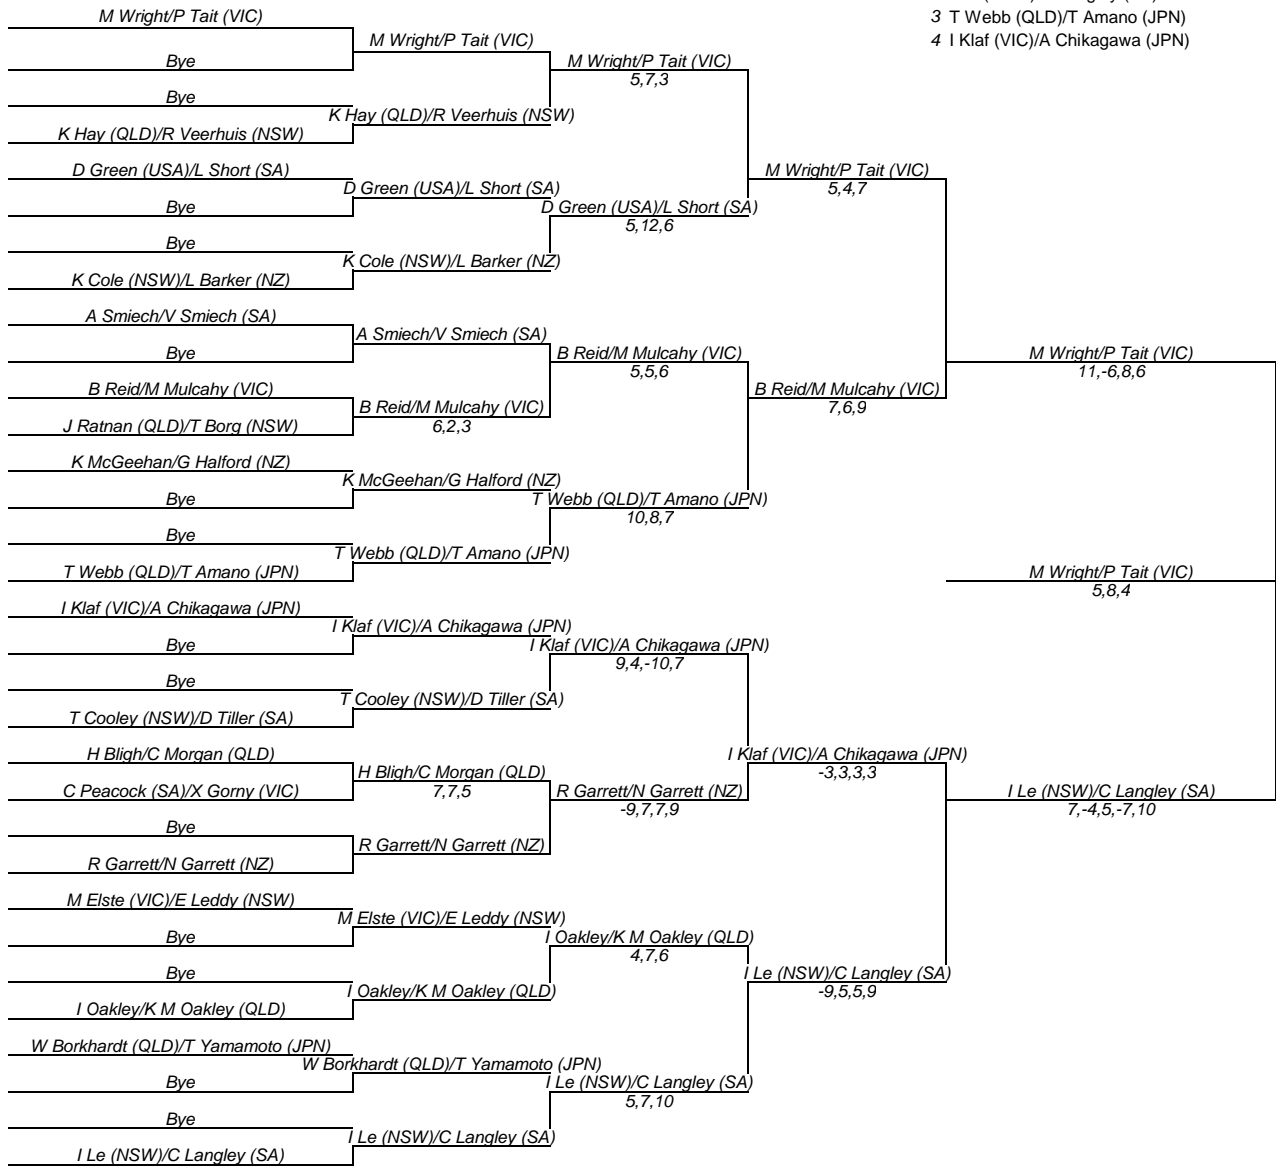 3 T Webb (QLD)/T Amano (JPN)
4 I Klaf (VIC)/A Chikagawa (JPN)
M Wright/P Tait (VIC)
Bye
Bye
K Hay (QLD)/R Veerhuis (NSW)
D Green (USA)/L Short (SA)
Bye
Bye
K Cole (NSW)/L Barker (NZ)
A Smiech/V Smiech (SA)
Bye
B Reid/M Mulcahy (VIC)
J Ratnan (QLD)/T Borg (NSW)
K McGeehan/G Halford (NZ)
Bye
Bye
T Webb (QLD)/T Amano (JPN)
I Klaf (VIC)/A Chikagawa (JPN)
Bye
Bye
T Cooley (NSW)/D Tiller (SA)
H Bligh/C Morgan (QLD)
C Peacock (SA)/X Gorny (VIC)
Bye
R Garrett/N Garrett (NZ)
M Elste (VIC)/E Leddy (NSW)
Bye
Bye
I Oakley/K M Oakley (QLD)
W Borkhardt (QLD)/T Yamamoto (JPN)
Bye
Bye
I Le (NSW)/C Langley (SA)
M Wright/P Tait (VIC)
K Hay (QLD)/R Veerhuis (NSW)
D Green (USA)/L Short (SA)
K Cole (NSW)/L Barker (NZ)
A Smiech/V Smiech (SA)
B Reid/M Mulcahy (VIC)
6,2,3
K McGeehan/G Halford (NZ)
T Webb (QLD)/T Amano (JPN)
I Klaf (VIC)/A Chikagawa (JPN)
T Cooley (NSW)/D Tiller (SA)
H Bligh/C Morgan (QLD)
7,7,5
R Garrett/N Garrett (NZ)
M Elste (VIC)/E Leddy (NSW)
I Oakley/K M Oakley (QLD)
W Borkhardt (QLD)/T Yamamoto (JPN)
I Le (NSW)/C Langley (SA)
M Wright/P Tait (VIC)
5,7,3
D Green (USA)/L Short (SA)
5,12,6
B Reid/M Mulcahy (VIC)
5,5,6
T Webb (QLD)/T Amano (JPN)
10,8,7
I Klaf (VIC)/A Chikagawa (JPN)
9,4,-10,7
R Garrett/N Garrett (NZ)
-9,7,7,9
I Oakley/K M Oakley (QLD)
4,7,6
I Le (NSW)/C Langley (SA)
5,7,10
M Wright/P Tait (VIC)
5,4,7
B Reid/M Mulcahy (VIC)
7,6,9
I Klaf (VIC)/A Chikagawa (JPN)
-3,3,3,3
I Le (NSW)/C Langley (SA)
-9,5,5,9
M Wright/P Tait (VIC)
11,-6,8,6
M Wright/P Tait (VIC)
5,8,4
I Le (NSW)/C Langley (SA)
7,-4,5,-7,10